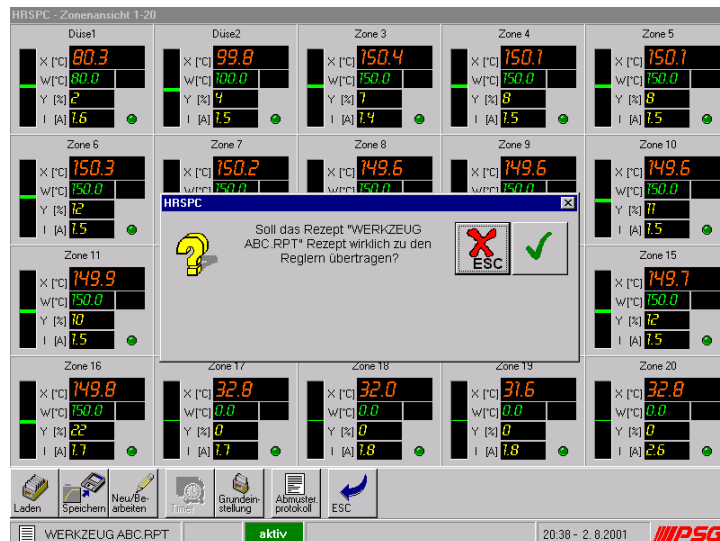 HRSPC - Zonenansicht 1-20
Düse1 Düse2 Zone 3 Zone 4 Zone 5
X [°C] 80.3 X [°C] 99.8 X [°C] 150.4 X [°C] 150.1 X [°C] 150.1
W[°C] 80.0 W[°C] 100.0 W[°C] 150.0 W[°C] 150.0 W[°C] 150.0
Y [%] 2 Y [%] 4 Y [%] 7 Y [%] 8 Y [%] 8
I [A] 1.6 I [A] 1.5 I [A] 1.4 I [A] 1.5 I [A] 1.5
Zone 6 Zone 7 Zone 8 Zone 9 Zone 10
X [°C] 150.3 X [°C] 150.2 X [°C] 149.6 X [°C] 149.6 X [°C] 149.6
W[°C] 150.0 W[°C] 150.0 W[°C] 150.0 W[°C] 150.0 W[°C] 150.0
Y [%] 12 Y [%] 11
I [A] 1.5 I [A] 1.5
HRSPC
Soll das Rezept "WERKZEUG
ABC.RPT" Rezept wirklich zu den
Reglern übertragen?
ESC
Zone 11 Zone 15
X [°C] 149.9 X [°C] 149.7
W[°C] 150.0 W[°C] 150.0
Y [%] 10 Y [%] 12
I [A] 1.5 I [A] 1.5
Zone 16 Zone 17 Zone 18 Zone 19 Zone 20
X [°C] 149.8 X [°C] 32.8 X [°C] 32.0 X [°C] 31.6 X [°C] 32.8
W[°C] 150.0 W[°C] 0.0 W[°C] 0.0 W[°C] 0.0 W[°C] 0.0
Y [%] 22 Y [%] 0 Y [%] 0 Y [%] 0 Y [%] 0
I [A] 1.7 I [A] 1.7 I [A] 1.8 I [A] 1.8 I [A] 2.6
Laden Speichern Neu/Be-
arbeiten Timer Grundein-
stellung Abmuster.
protokoll ESC
WERKZEUG ABC.RPT aktiv 20:38 - 2. 8.2001 PSG